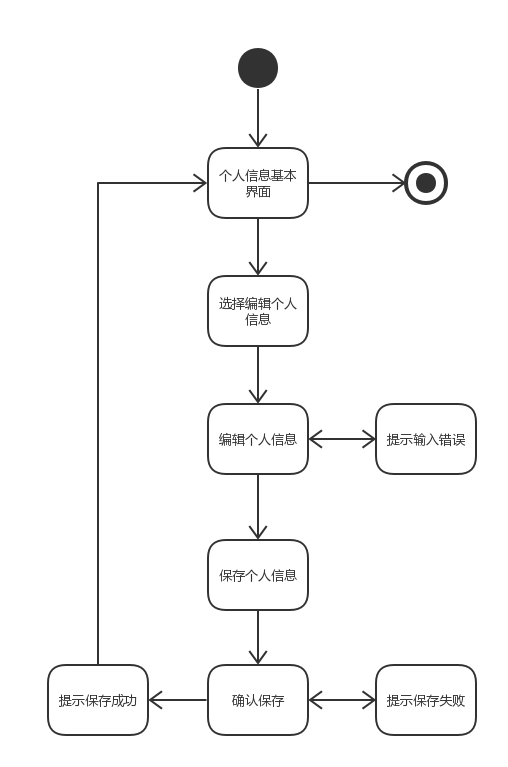 个人信息基本
界面
选择编辑个人
信息
编辑个人信息
提示输入错误
保存个人信息
提示保存成功
确认保存
提示保存失败